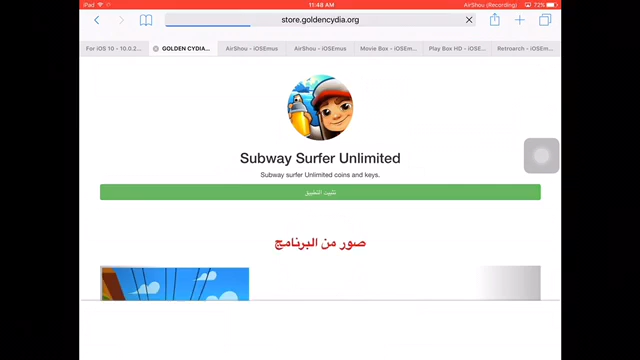 iPad
11:48 AM
AirShou (Recording)
72%
store.goldencydia.org
For iOS 10 - 10.0.2...
GOLDEN CYDIA...
AirShou - iOSEmus
AirShou - iOSEmus
Movie Box - iOSEm...
Play Box HD - iOSE...
Retroarch - iOSEm...
Subway Surfer Unlimited
Subway surfer Unlimited coins and keys.
تثبيت التطبيق
صور من البرنامج